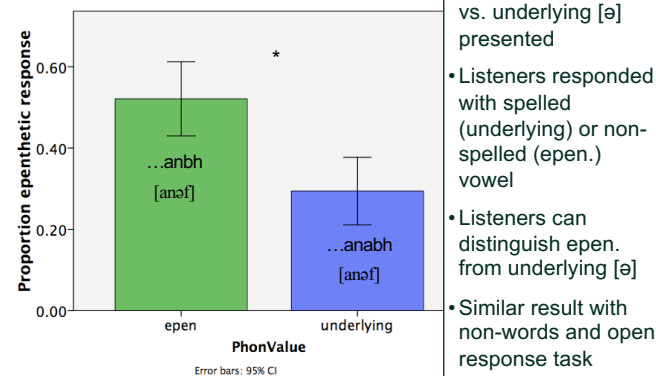 Proportion epenthetic response
0.60
0.40
0.20
0.00
*
...anbh
[anəf]
...anabh
[anəf]
epen
underlying
PhonValue
Error bars: 95% CI
vs. underlying [ə]
presented
•Listeners responded
with spelled
(underlying) or non-
spelled (epen.)
vowel
•Listeners can
distinguish epen.
from underlying [ə]
•Similar result with
non-words and open
response task